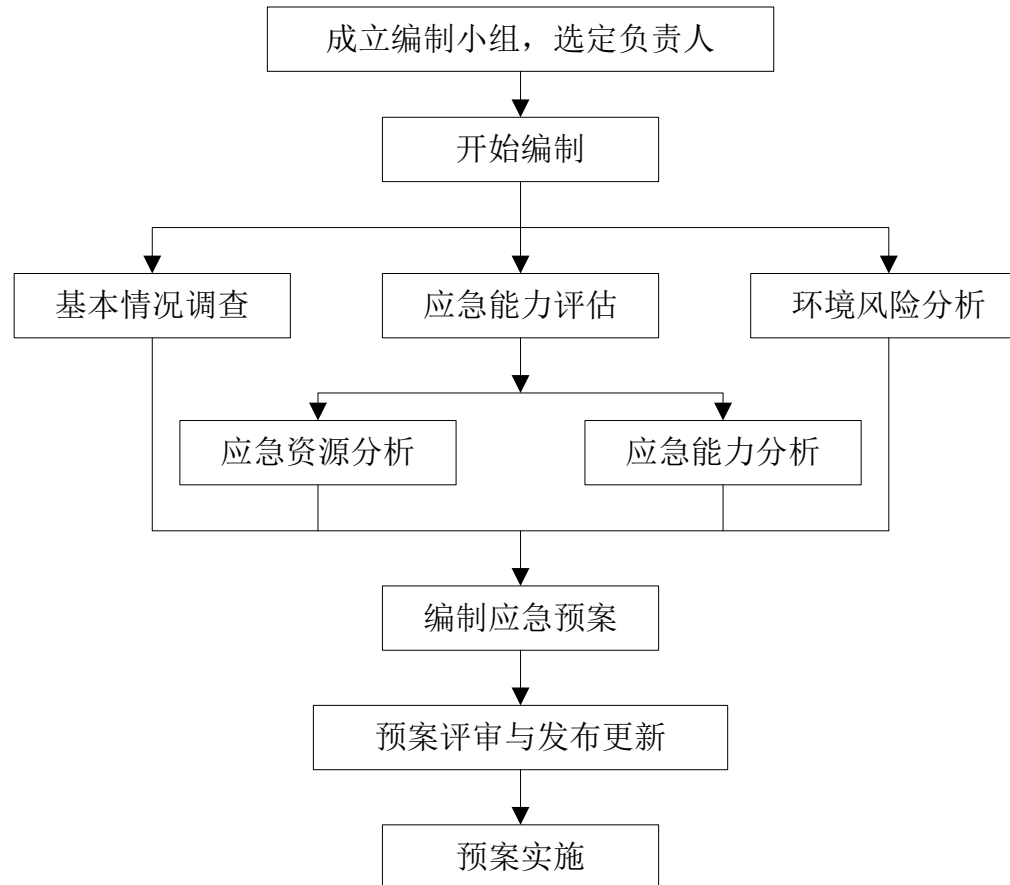 成立编制小组，选定负责人
开始编制
基本情况调查
应急能力评估
环境风险分析
应急资源分析
应急能力分析
编制应急预案
预案评审与发布更新
预案实施